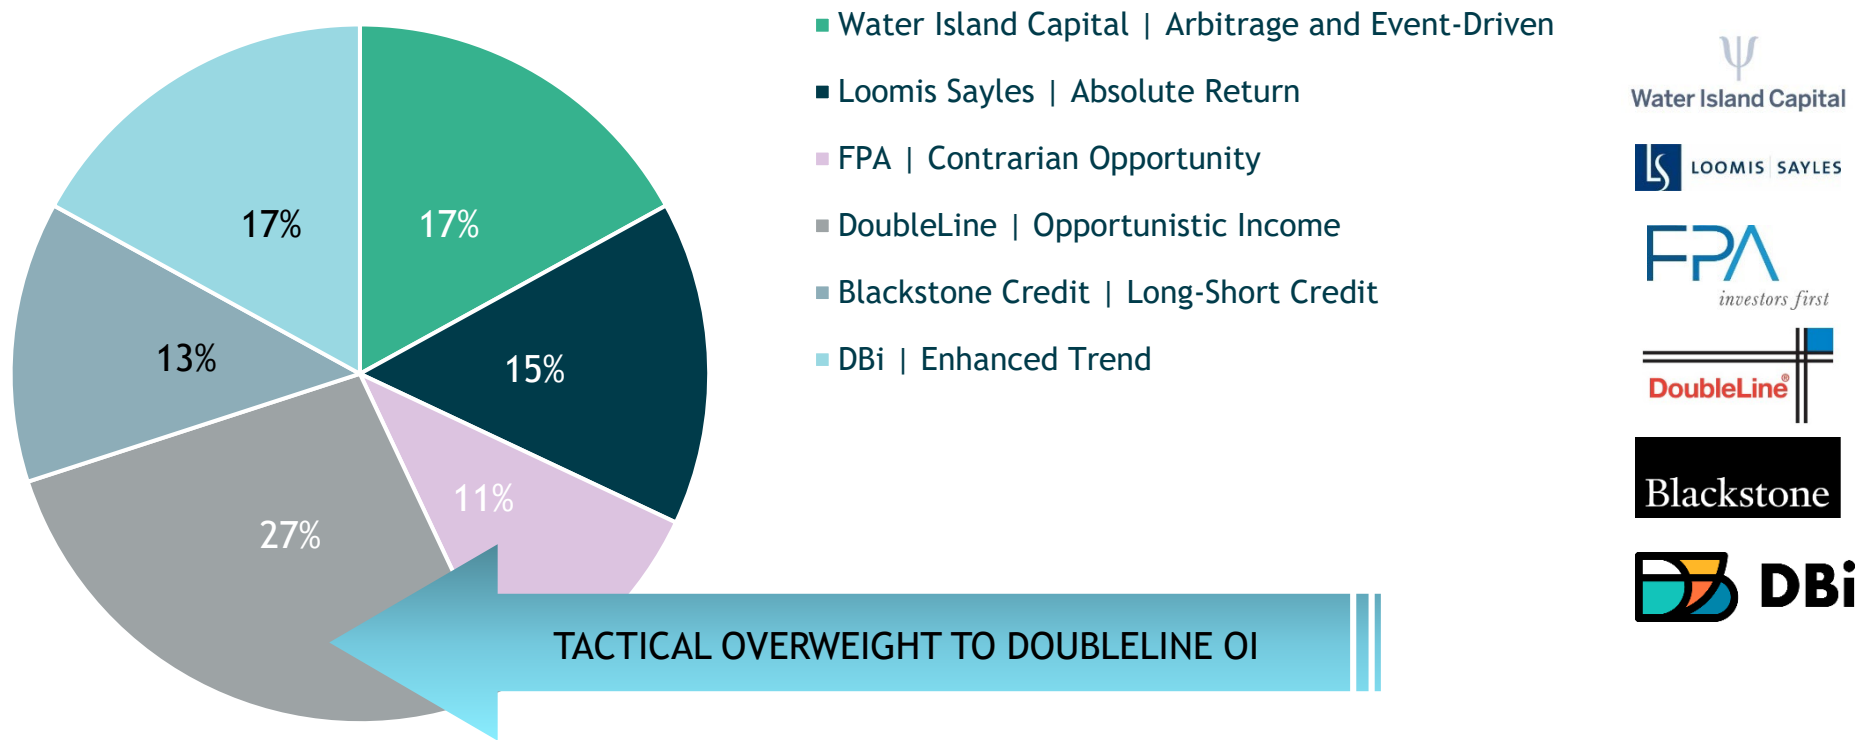 Water Island Capital | Arbitrage and Event-Driven
Loomis Sayles | Absolute Return
FPA | Contrarian Opportunity
DoubleLine | Opportunistic Income
Blackstone Credit | Long-Short Credit
DBi | Enhanced Trend
17%
17%
13%
15%
11%
27%
TACTICAL OVERWEIGHT TO DOUBLELINE OI
Water Island Capital
LS LOOMIS | SAYLES
FPA
investors first
DoubleLine®
Blackstone
DBi